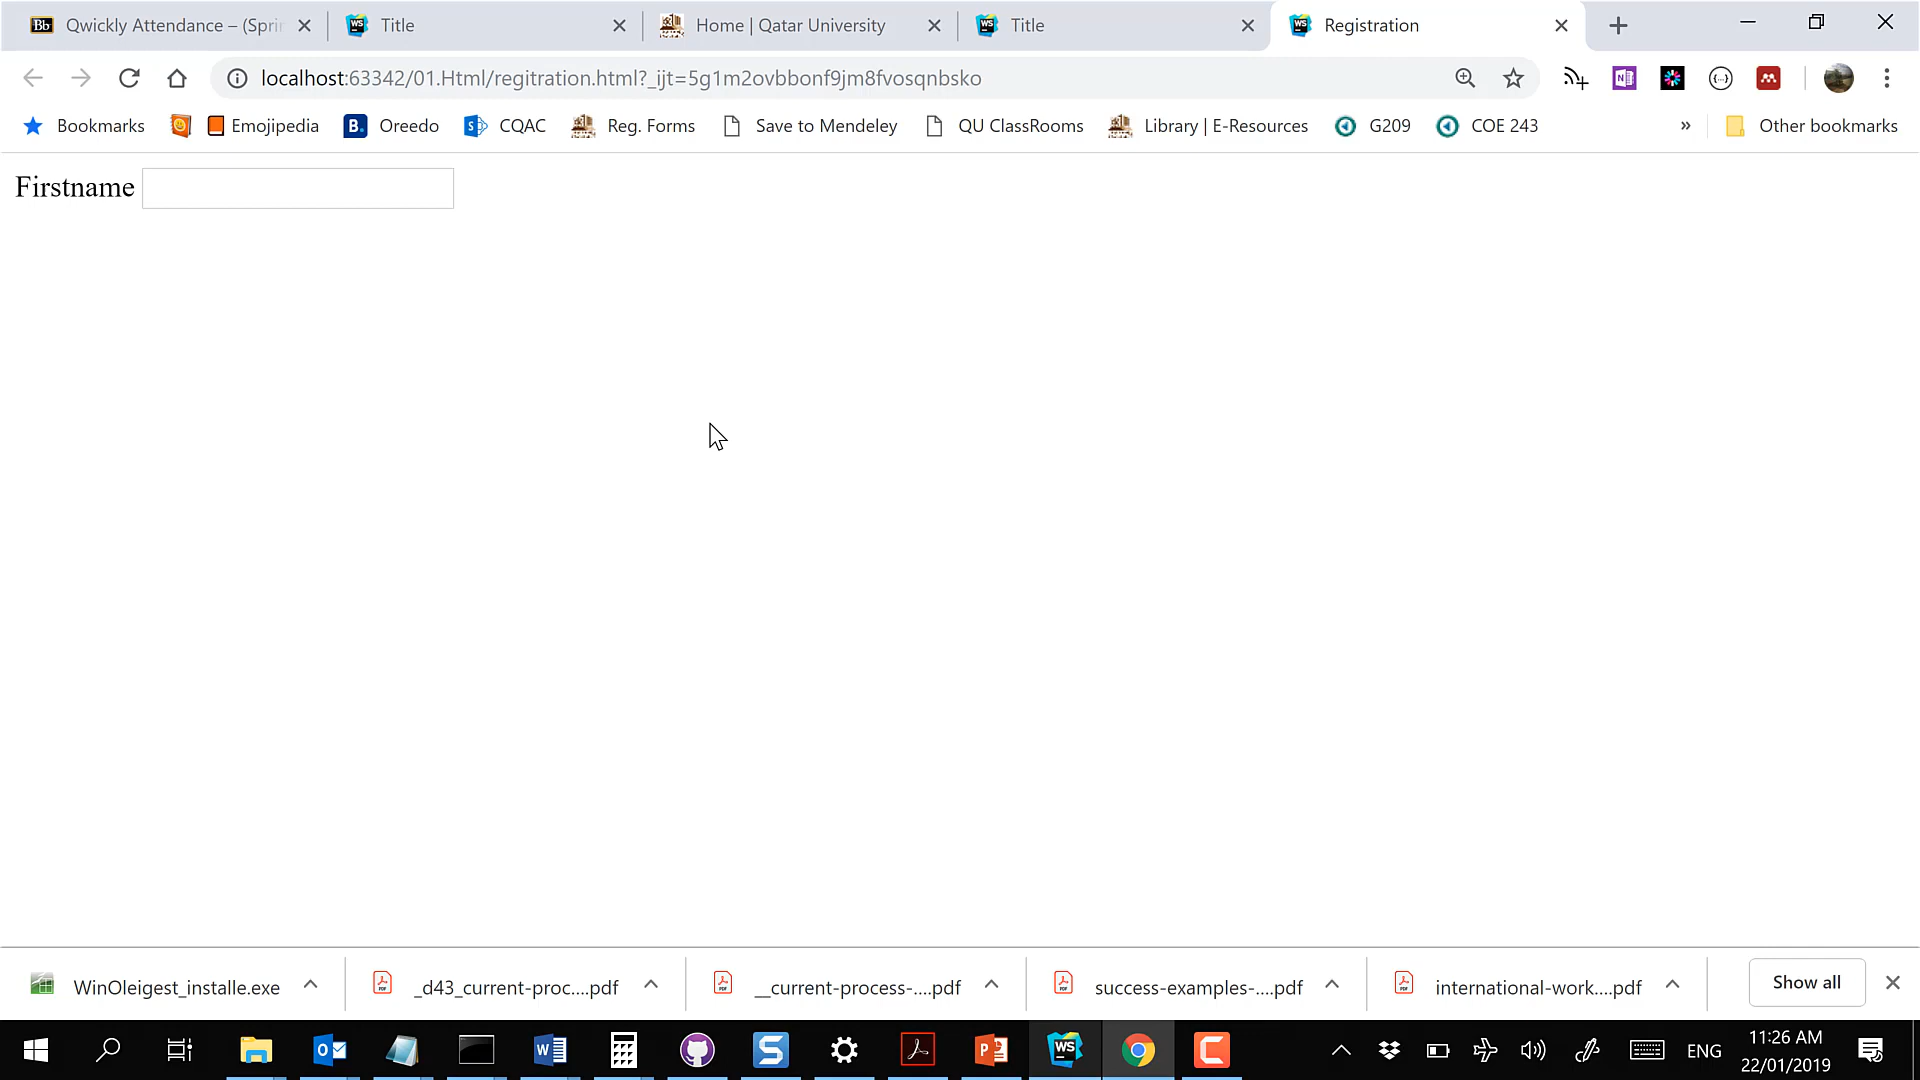 Qwickly Attendance – (Sprin
Title
Home | Qatar University
Title
Registration
localhost:63342/01.Html/regitration.html?_ijt=5g1m2ovbbonf9jm8fvosqnbsko
Bookmarks
Emojipedia
Oreedo
CQAC
Reg. Forms
Save to Mendeley
QU ClassRooms
Library | E-Resources
G209
COE 243
»
Other bookmarks
Firstname
WinOleigest_installe.exe
_d43_current-proc....pdf
__current-process-....pdf
success-examples-....pdf
international-work....pdf
Show all
ENG
11:26 AM
22/01/2019